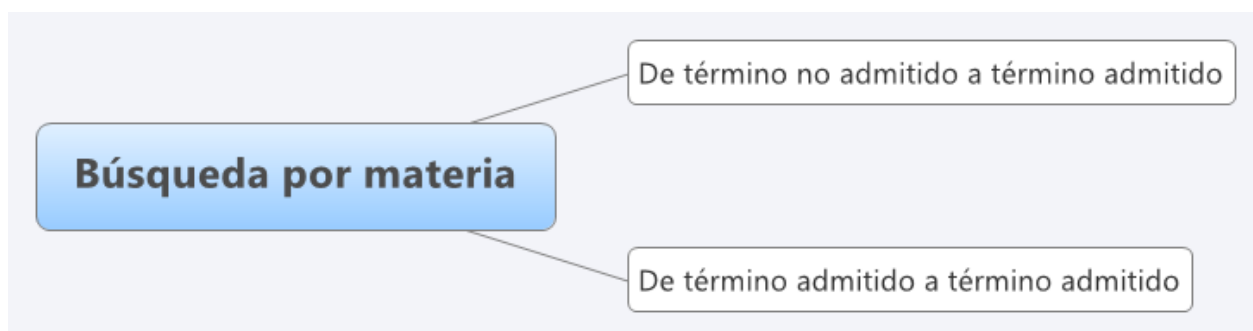 De término no admitido a término admitido
Búsqueda por materia
De término admitido a término admitido